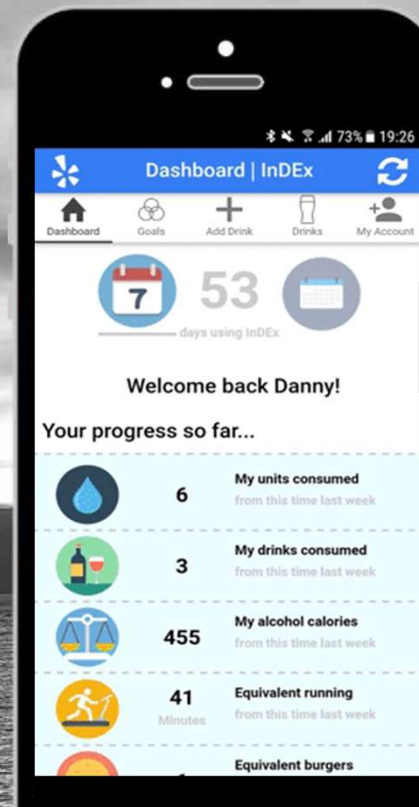 73% 19:26
Dashboard | InDEx
Dashboard Goals Add Drink Drinks My Account
7 53
days using InDEx
Welcome back Danny!
Your progress so far...
6 My units consumed
from this time last week
3 My drinks consumed
from this time last week
455 My alcohol calories
from this time last week
41 Equivalent running
Minutes from this time last week
Equivalent burgers